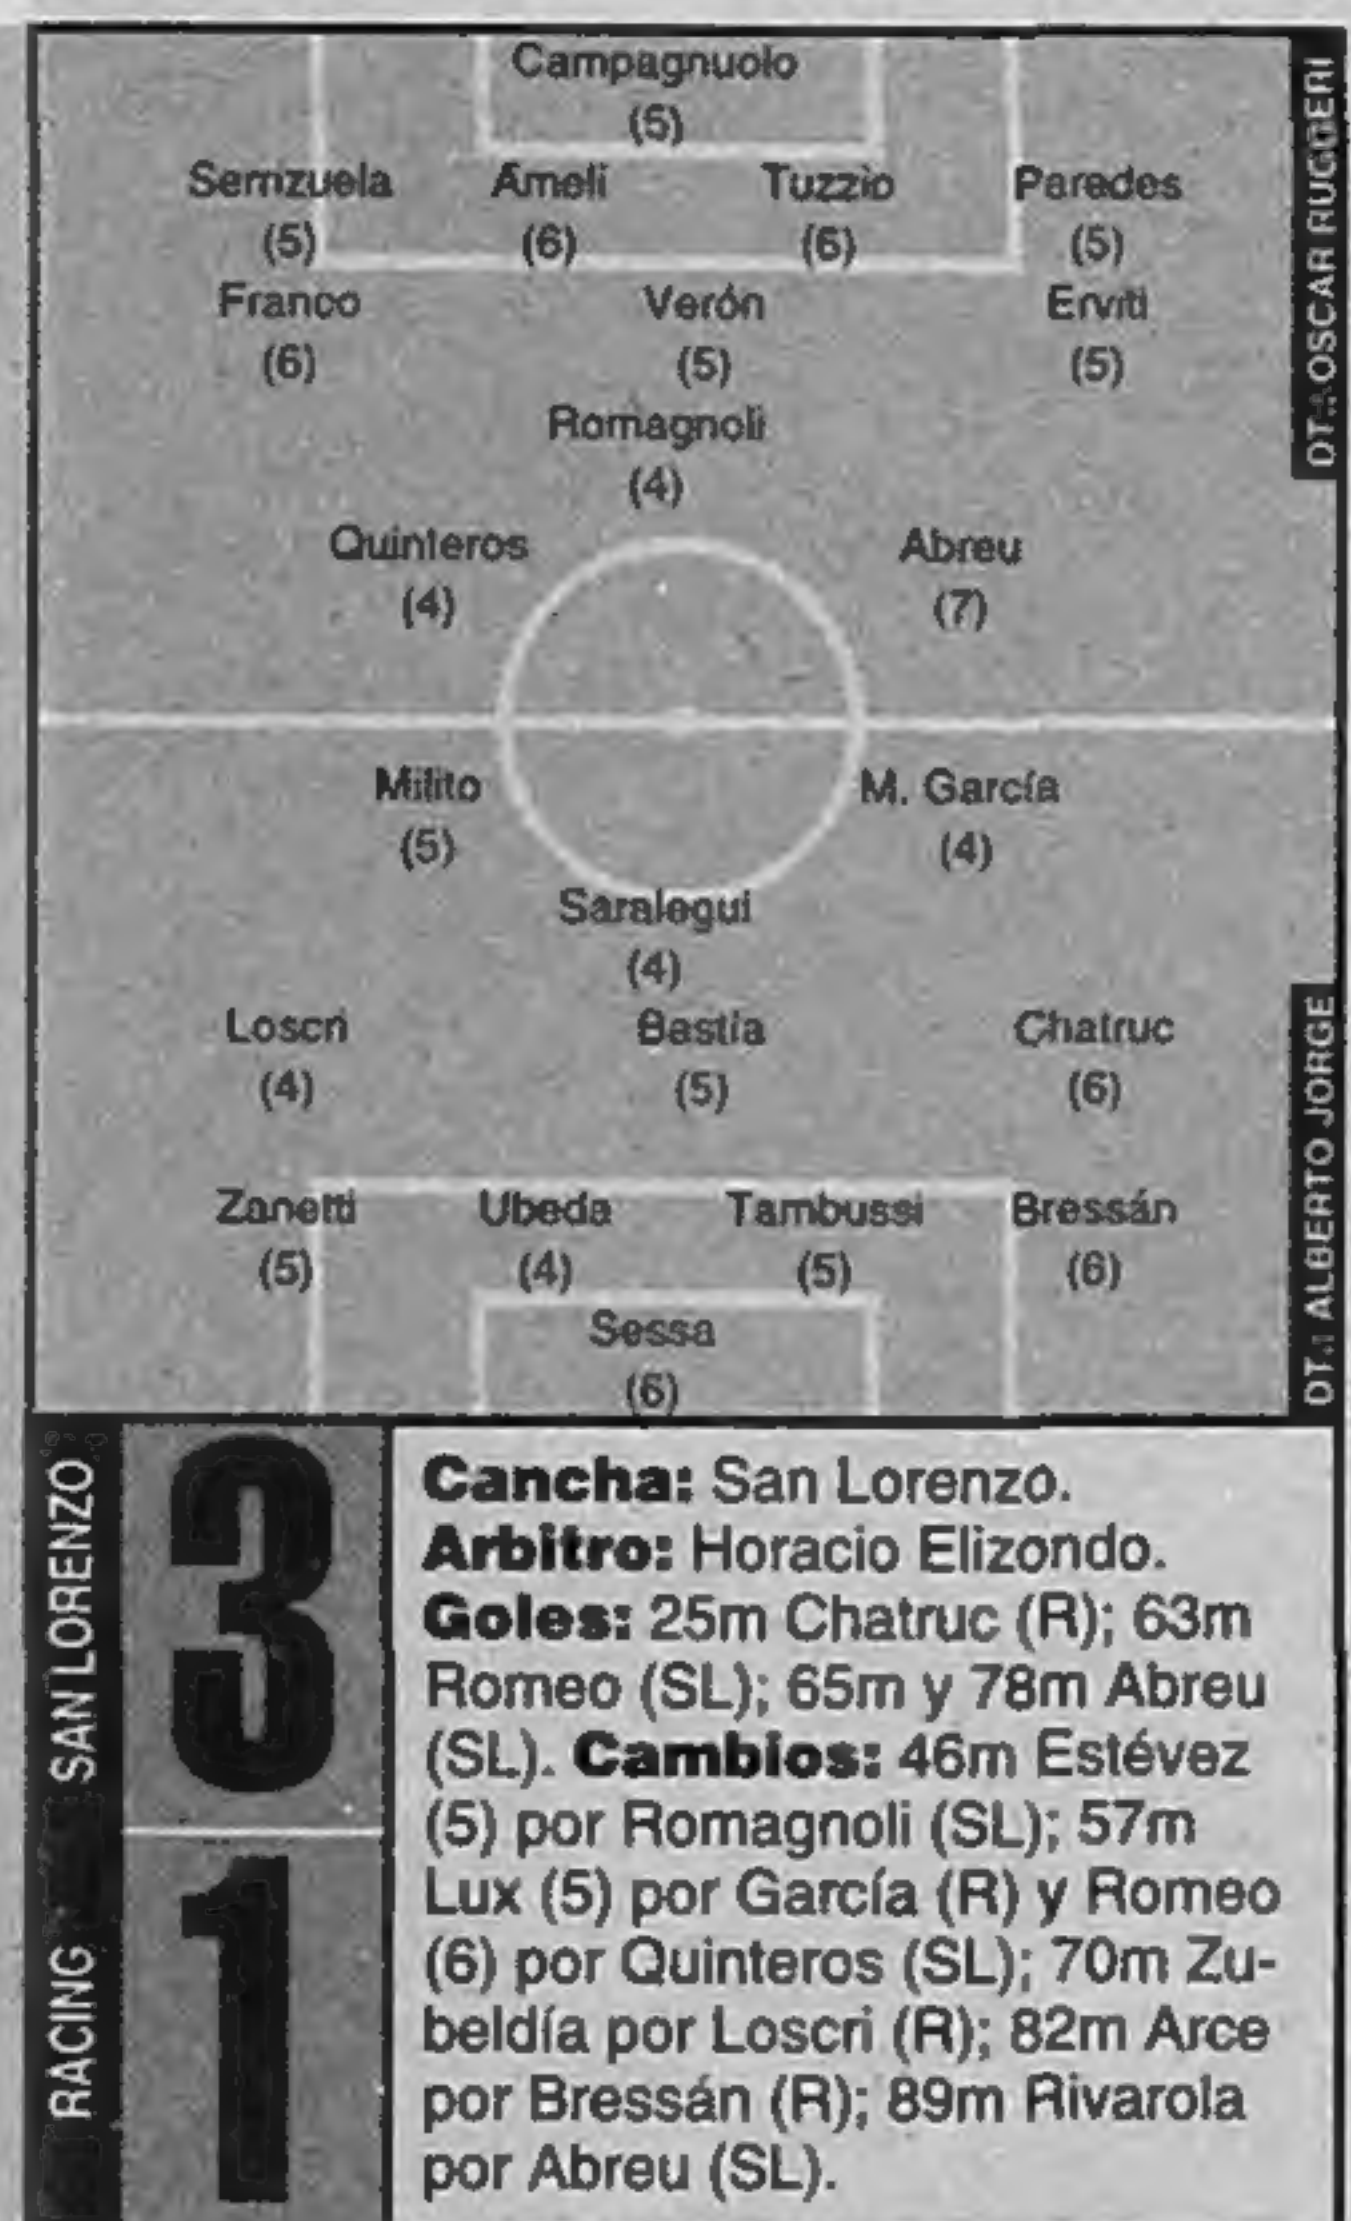 Campagnuolo
(5)
Serrizuela Ameli Tuzzio Paredes
(5) (6) (6) (5)
Franco Verón Erviti
(6) (5) (5)
Romagnoli
(4)
Quinteros Abreu
(4) (7)
DT.: OSCAR RUGGERI
Milito M. García
(5) (4)
Saralegui
(4)
Loscri Bastía Chatruc
(4) (5) (6)
Zanetti Ubeda Tambussi Bressán
(5) (4) (5) (6)
Sessa
(6)
DT.: ALBERTO JORGE
SAN LORENZO 3
RACING 1
Cancha: San Lorenzo.
Arbitro: Horacio Elizondo.
Goles: 25m Chatruc (R); 63m
Romeo (SL); 65m y 78m Abreu
(SL). Cambios: 46m Estévez
(5) por Romagnoli (SL); 57m
Lux (5) por García (R) y Romeo
(6) por Quinteros (SL); 70m Zu-
beldía por Loscri (R); 82m Arce
por Bressán (R); 89m Rivarola
por Abreu (SL).